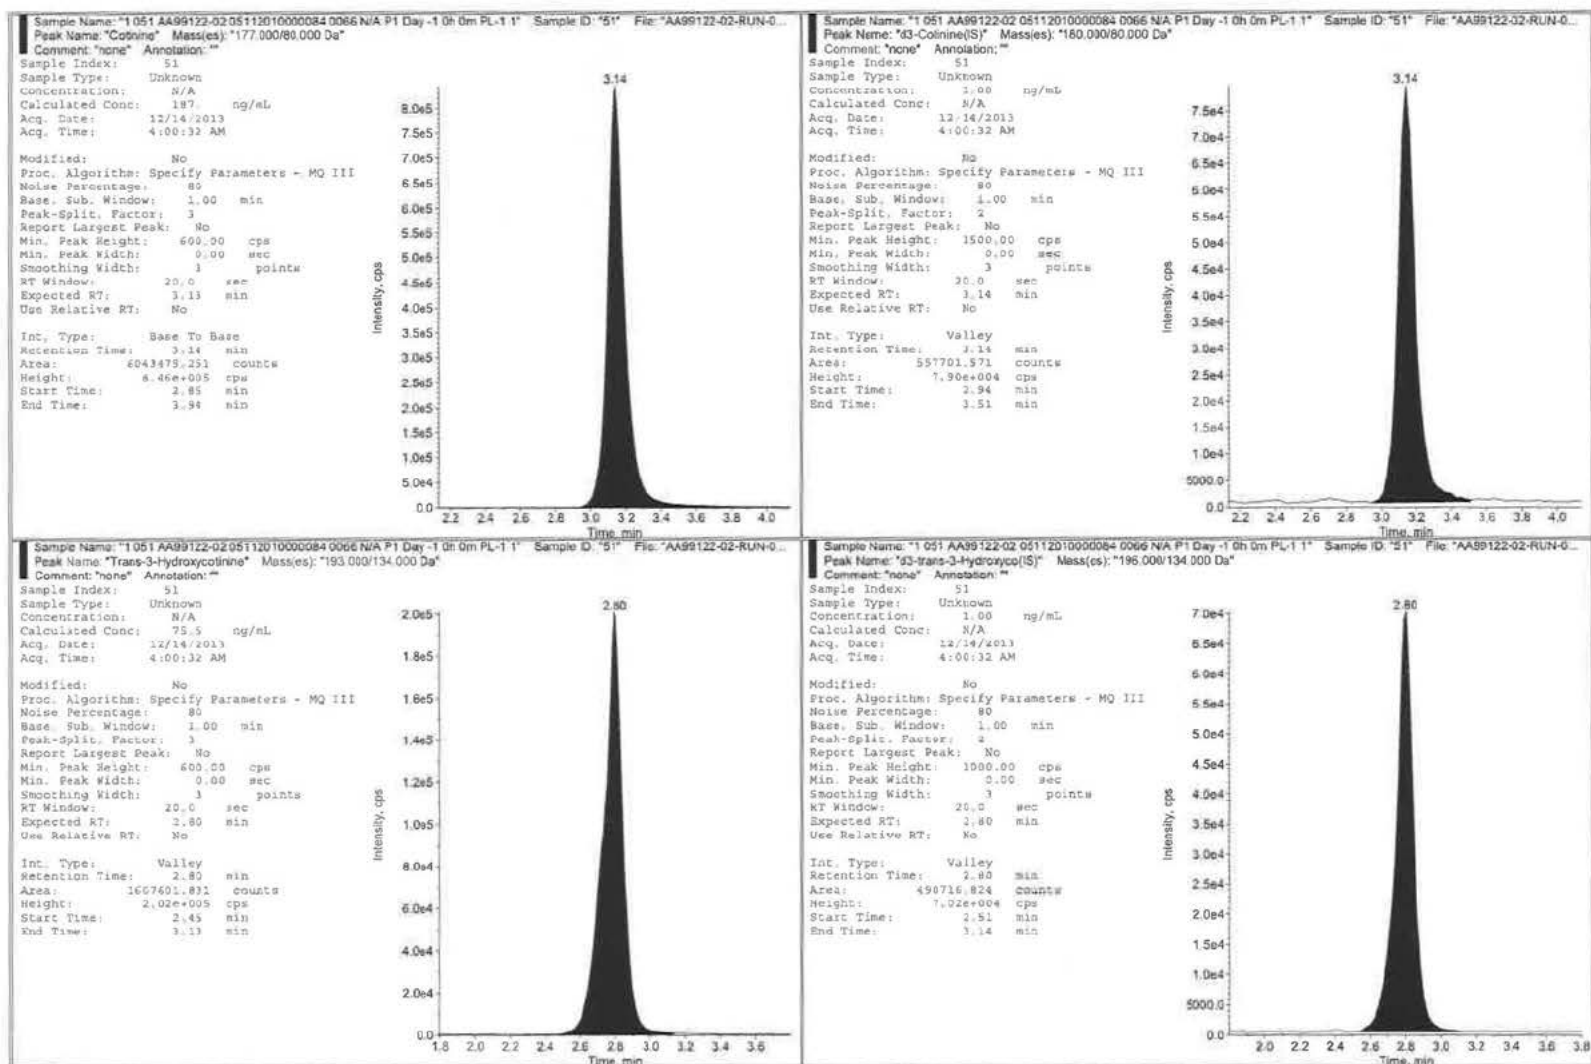 Sample Name: "1 051 AA99122-02 05112010000084 0066 N/A P1 Day -1 0h 0m PL-1 1" Sample ID: "51" File: "AA99122-02-RUN-0...
Peak Name: "Cotinine" Mass(es): "177.000/80.000 Da"
Comment: "none" Annotation: ""
Sample Index: 51
Sample Type: Unknown
Concentration: N/A
Calculated Conc: 187. ng/mL
Acq. Date: 12/14/2013
Acq. Time: 4:00:32 AM
Modified: No
Proc. Algorithm: Specify Parameters - MQ III
Noise Percentage: 80
Base. Sub. Window: 1.00 min
Peak-Split. Factor: 3
Report Largest Peak: No
Min. Peak Height: 600.00 cps
Min. Peak Width: 0.00 sec
Smoothing Width: 3 points
RT Window: 20.0 sec
Expected RT: 3.13 min
Use Relative RT: No
Int. Type: Base To Base
Retention Time: 3.14 min
Area: 6043475.251 counts
Height: 8.46e+005 cps
Start Time: 2.85 min
End Time: 3.94 min
3.14
8.0e5
7.5e5
7.0e5
6.5e5
6.0e5
5.5e5
5.0e5
4.5e5
4.0e5
3.5e5
3.0e5
2.5e5
2.0e5
1.5e5
1.0e5
5.0e4
0.0
Intensity, cps
2.2 2.4 2.6 2.8 3.0 3.2 3.4 3.6 3.8 4.0
Time, min
Sample Name: "1 051 AA99122-02 05112010000084 0066 N/A P1 Day -1 0h 0m PL-1 1" Sample ID: "51" File: "AA99122-02-RUN-0...
Peak Name: "d3-Cotinine(IS)" Mass(es): "180.000/80.000 Da"
Comment: "none" Annotation: ""
Sample Index: 51
Sample Type: Unknown
Concentration: 1.00 ng/mL
Calculated Conc: N/A
Acq. Date: 12/14/2013
Acq. Time: 4:00:32 AM
Modified: No
Proc. Algorithm: Specify Parameters - MQ III
Noise Percentage: 80
Base. Sub. Window: 1.00 min
Peak-Split. Factor: 2
Report Largest Peak: No
Min. Peak Height: 1500.00 cps
Min. Peak Width: 0.00 sec
Smoothing Width: 3 points
RT Window: 20.0 sec
Expected RT: 3.14 min
Use Relative RT: No
Int. Type: Valley
Retention Time: 3.14 min
Area: 557701.571 counts
Height: 7.90e+004 cps
Start Time: 2.94 min
End Time: 3.51 min
3.14
7.5e4
7.0e4
6.5e4
6.0e4
5.5e4
5.0e4
4.5e4
4.0e4
3.5e4
3.0e4
2.5e4
2.0e4
1.5e4
1.0e4
5000.0
0.0
Intensity, cps
2.2 2.4 2.6 2.8 3.0 3.2 3.4 3.6 3.8 4.0
Time, min
Sample Name: "1 051 AA99122-02 05112010000084 0066 N/A P1 Day -1 0h 0m PL-1 1" Sample ID: "51" File: "AA99122-02-RUN-0...
Peak Name: "Trans-3-Hydroxycotinine" Mass(es): "193.000/134.000 Da"
Comment: "none" Annotation: ""
Sample Index: 51
Sample Type: Unknown
Concentration: N/A
Calculated Conc: 75.5 ng/mL
Acq. Date: 12/14/2013
Acq. Time: 4:00:32 AM
Modified: No
Proc. Algorithm: Specify Parameters - MQ III
Noise Percentage: 80
Base. Sub. Window: 1.00 min
Peak-Split. Factor: 3
Report Largest Peak: No
Min. Peak Height: 600.00 cps
Min. Peak Width: 0.00 sec
Smoothing Width: 3 points
RT Window: 20.0 sec
Expected RT: 2.80 min
Use Relative RT: No
Int. Type: Valley
Retention Time: 2.80 min
Area: 1607601.831 counts
Height: 2.02e+005 cps
Start Time: 2.45 min
End Time: 3.13 min
2.80
2.0e5
1.8e5
1.6e5
1.4e5
1.2e5
1.0e5
8.0e4
6.0e4
4.0e4
2.0e4
0.0
Intensity, cps
1.8 2.0 2.2 2.4 2.6 2.8 3.0 3.2 3.4 3.6
Time, min
Sample Name: "1 051 AA99122-02 05112010000084 0066 N/A P1 Day -1 0h 0m PL-1 1" Sample ID: "51" File: "AA99122-02-RUN-0...
Peak Name: "d3-trans-3-Hydroxyco(IS)" Mass(es): "196.000/134.000 Da"
Comment: "none" Annotation: ""
Sample Index: 51
Sample Type: Unknown
Concentration: 1.00 ng/mL
Calculated Conc: N/A
Acq. Date: 12/14/2013
Acq. Time: 4:00:32 AM
Modified: No
Proc. Algorithm: Specify Parameters - MQ III
Noise Percentage: 80
Base. Sub. Window: 1.00 min
Peak-Split. Factor: 2
Report Largest Peak: No
Min. Peak Height: 1000.00 cps
Min. Peak Width: 0.00 sec
Smoothing Width: 3 points
RT Window: 20.0 sec
Expected RT: 2.80 min
Use Relative RT: No
Int. Type: Valley
Retention Time: 2.80 min
Area: 490716.824 counts
Height: 7.02e+004 cps
Start Time: 2.51 min
End Time: 3.14 min
2.80
7.0e4
6.5e4
6.0e4
5.5e4
5.0e4
4.5e4
4.0e4
3.5e4
3.0e4
2.5e4
2.0e4
1.5e4
1.0e4
5000.0
0.0
Intensity, cps
2.0 2.2 2.4 2.6 2.8 3.0 3.2 3.4 3.6 3.8
Time, min